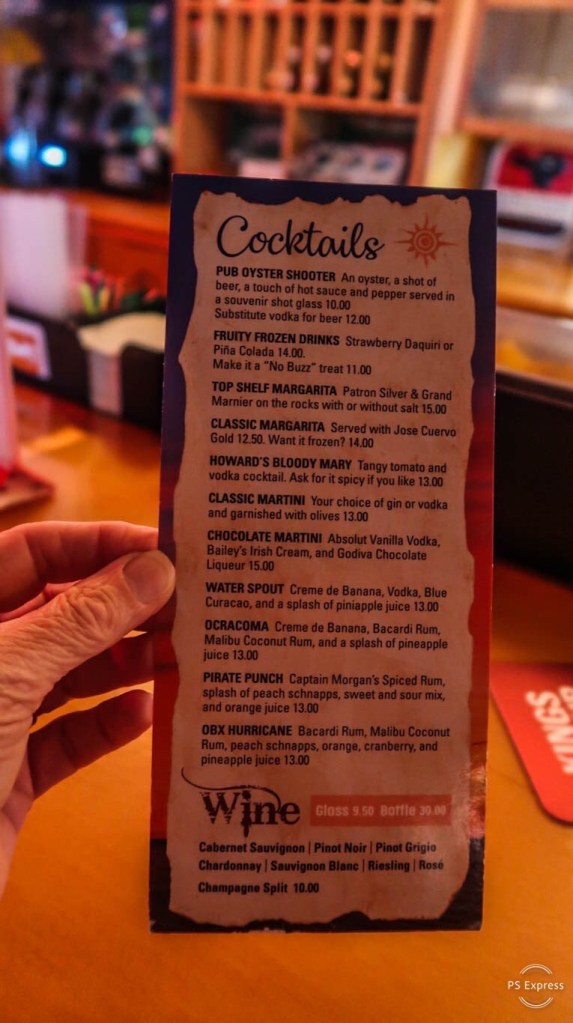 Cocktails
PUB OYSTER SHOOTER An oyster, a shot of
beer, a touch of hot sauce and pepper served in
a souvenir shot glass 10.00
Substitute vodka for beer 12.00
FRUITY FROZEN DRINKS Strawberry Daquiri or
Piña Colada 14.00.
Make it a "No Buzz" treat 11.00
TOP SHELF MARGARITA Patron Silver & Grand
Marnier on the rocks with or without salt 15.00
CLASSIC MARGARITA Served with Jose Cuervo
Gold 12.50. Want it frozen? 14.00
HOWARD'S BLOODY MARY Tangy tomato and
vodka cocktail. Ask for it spicy if you like 13.00
CLASSIC MARTINI Your choice of gin or vodka
and garnished with olives 13.00
CHOCOLATE MARTINI Absolut Vanilla Vodka,
Bailey's Irish Cream, and Godiva Chocolate
Liqueur 15.00
WATER SPOUT Creme de Banana, Vodka, Blue
Curacao, and a splash of piniapple juice 13.00
OCRACOMA Creme de Banana, Bacardi Rum,
Malibu Coconut Rum, and a splash of pineapple
juice 13.00
PIRATE PUNCH Captain Morgan's Spiced Rum,
splash of peach schnapps, sweet and sour mix,
and orange juice 13.00
OBX HURRICANE Bacardi Rum, Malibu Coconut
Rum, peach schnapps, orange, cranberry, and
pineapple juice 13.00
Wine Glass 9.50 Bottle 30.00
Cabernet Sauvignon | Pinot Noir | Pinot Grigio
Chardonnay | Sauvignon Blanc | Riesling | Rosé
Champagne Split 10.00
KINGS
PS Express